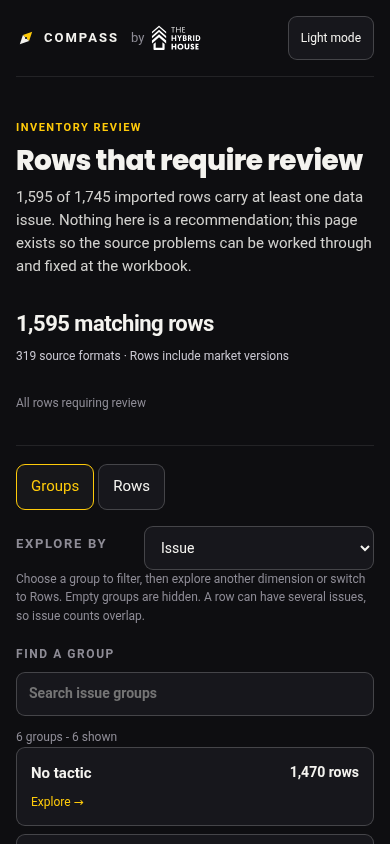 COMPASS by THE HYBRID HOUSE
Light mode
INVENTORY REVIEW
Rows that require review
1,595 of 1,745 imported rows carry at least one data
issue. Nothing here is a recommendation; this page
exists so the source problems can be worked through
and fixed at the workbook.
1,595 matching rows
319 source formats · Rows include market versions
All rows requiring review
Groups
Rows
EXPLORE BY
Issue
Choose a group to filter, then explore another dimension or switch
to Rows. Empty groups are hidden. A row can have several issues,
so issue counts overlap.
FIND A GROUP
Search issue groups
6 groups - 6 shown
No tactic
1,470 rows
Explore →